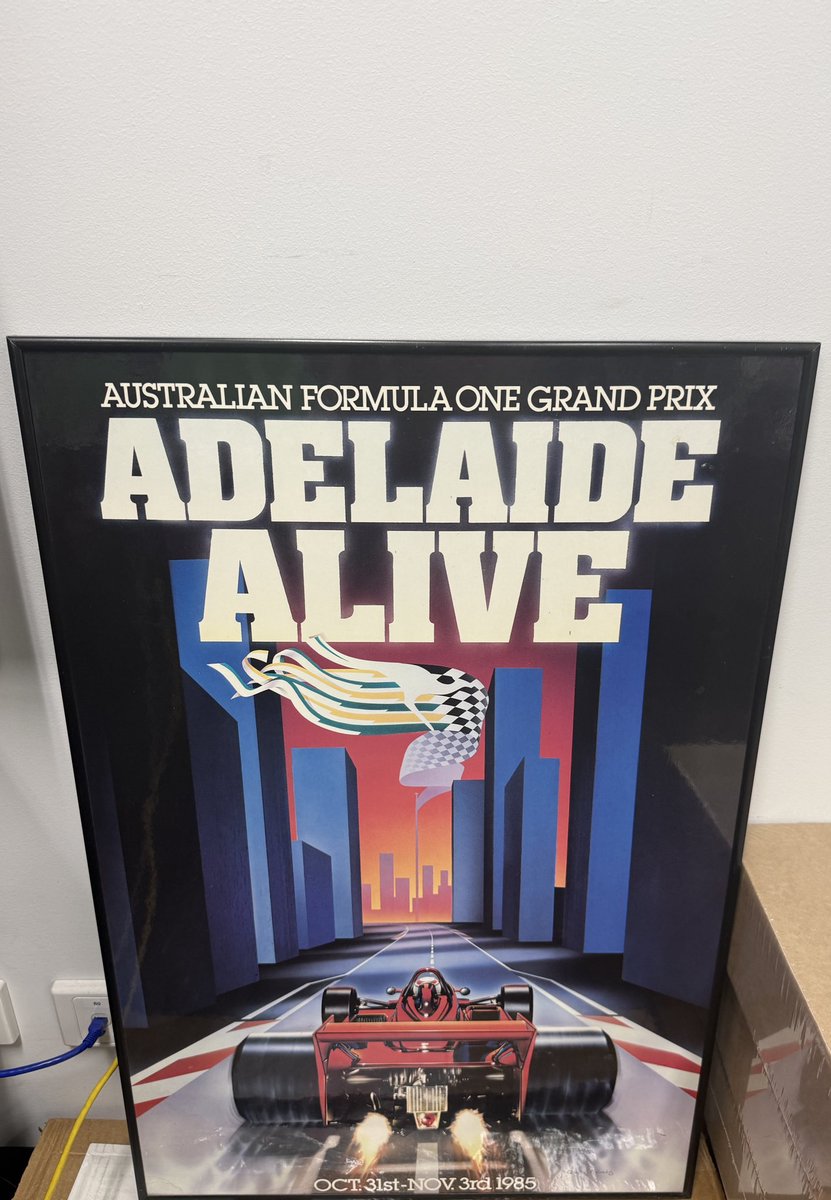 AUSTRALIAN FORMULA ONE GRAND PRIX
ADELAIDE
ALIVE
OCT. 31st-NOV. 3rd 1985